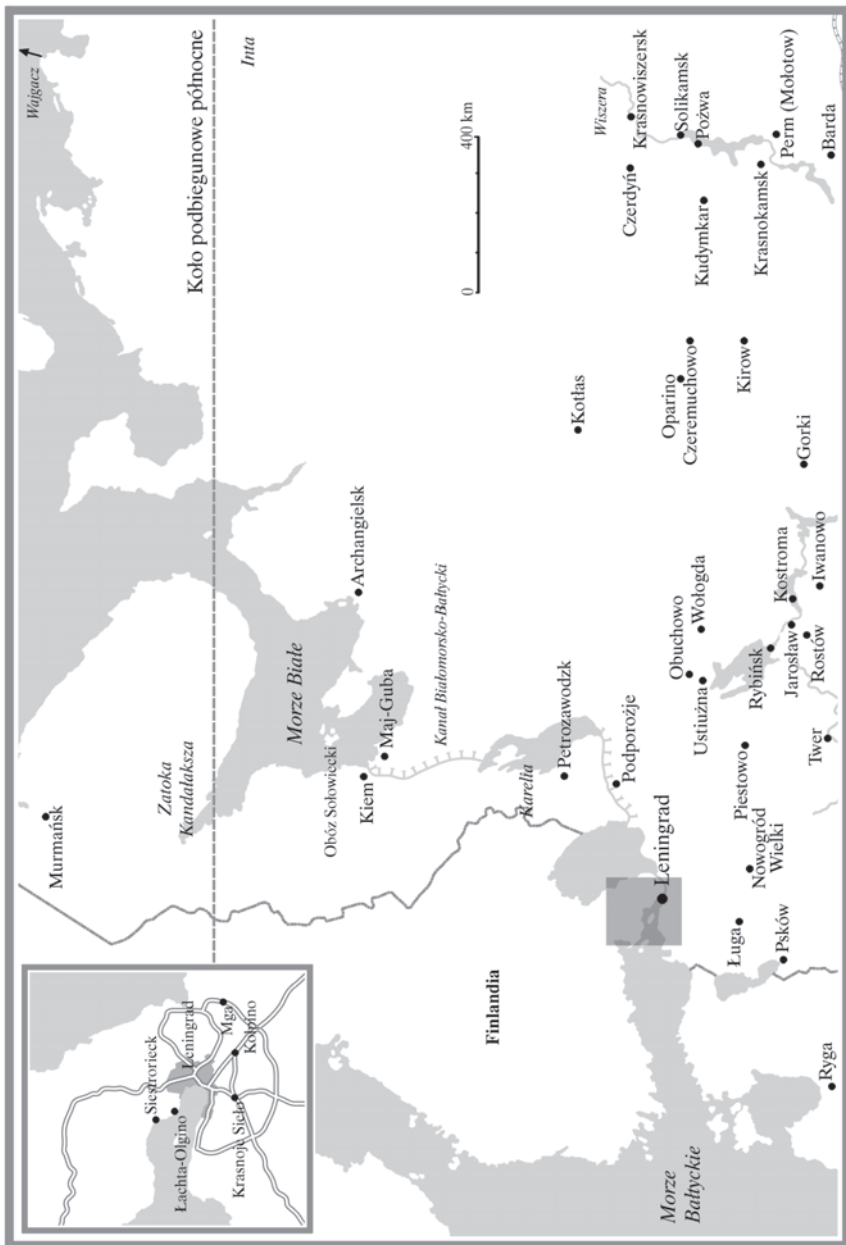 Siestrorieck
Łachta-Olgino
Leningrad
Mga
Kołpino
Krasnoje Sieło
Murmańsk
Wajgacz
Koło podbiegunowe północne
Inta
Zatoka
Kandalaksza
Morze Białe
Archangielsk
Obóz Sołowiecki
Kiem
Maj-Guba
Kanał Białomorsko-Bałtycki
0
400 km
Finlandia
Karelia
Petrozawodzk
Podporożje
Kotłas
Wiszera
Krasnowiszersk
Czerdyń
Solikamsk
Pożwa
Kudymkar
Leningrad
Obuchowo
Wołogda
Ustiużna
Oparino
Czeremuchowo
Morze
Bałtyckie
Ługa
Piestowo
Nowogród
Wielki
Psków
Rybińsk
Kostroma
Jarosław
Kirow
Krasnokamsk
Perm (Mołotow)
Gorki
Ryga
Twer
Rostów
Iwanowo
Barda